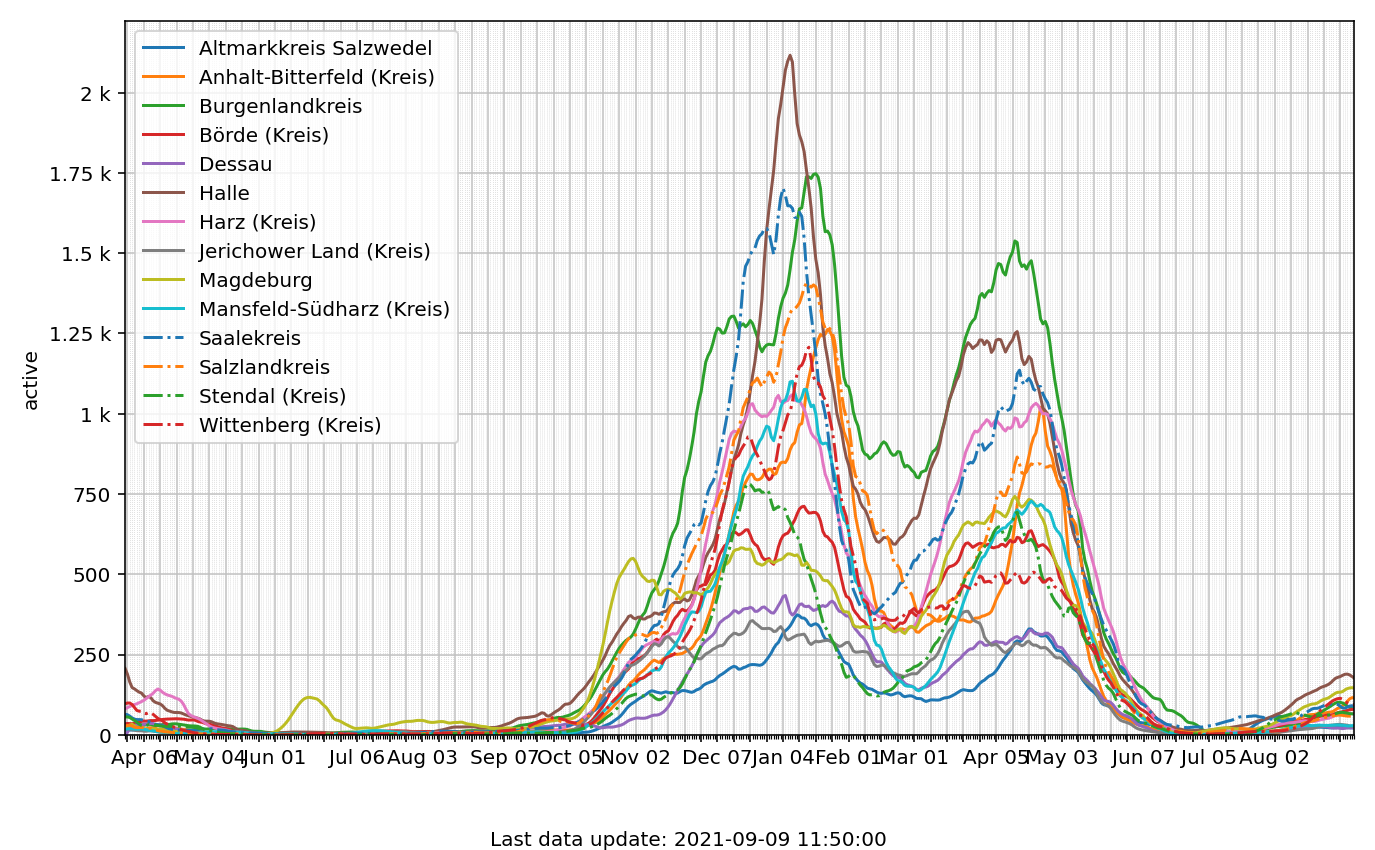 Altmarkkreis Salzwedel
Anhalt-Bitterfeld (Kreis)
Burgenlandkreis
Börde (Kreis)
Dessau
Halle
Harz (Kreis)
Jerichower Land (Kreis)
Magdeburg
Mansfeld-Südharz (Kreis)
Saalekreis
Salzlandkreis
Stendal (Kreis)
Wittenberg (Kreis)
2 k
1.75 k
1.5 k
1.25 k
1 k
750
500
250
0
active
Apr 06 May 04 Jun 01 Jul 06 Aug 03 Sep 07 Oct 05 Nov 02 Dec 07 Jan 04 Feb 01 Mar 01 Apr 05 May 03 Jun 07 Jul 05 Aug 02
Last data update: 2021-09-09 11:50:00